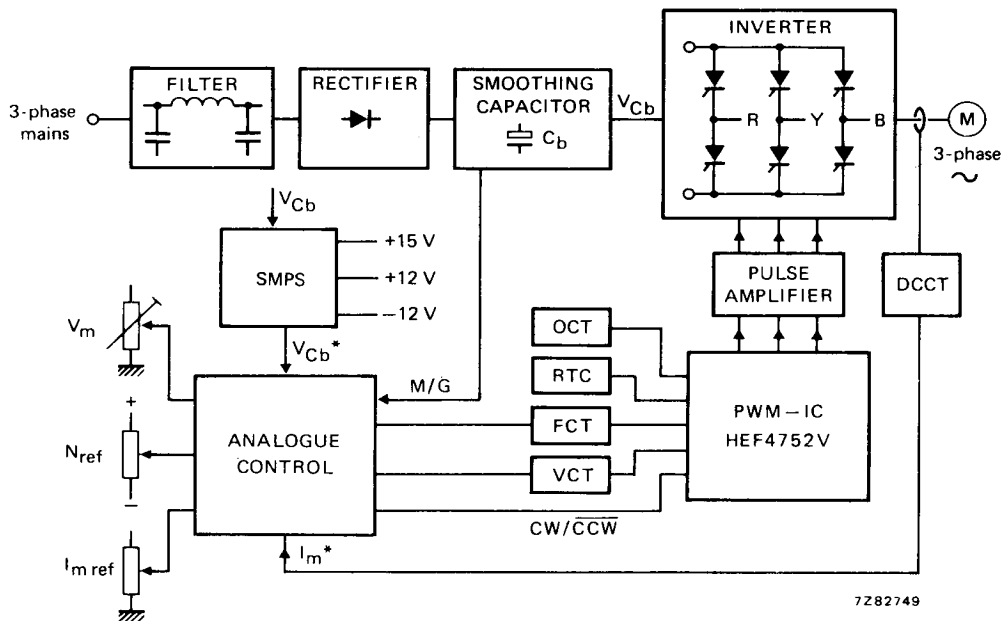 INVERTER
FILTER
RECTIFIER
SMOOTHING
CAPACITOR
C_b
V_Cb
3-phase
mains
R
Y
B
M
3-phase
V_Cb
SMPS
+15 V
+12 V
−12 V
V_Cb*
PULSE
AMPLIFIER
DCCT
V_m
OCT
RTC
FCT
VCT
M/G
PWM–IC
HEF4752V
ANALOGUE
CONTROL
+
N_ref
−
CW/C̅C̅W̅
I_m*
I_m ref
7Z82749